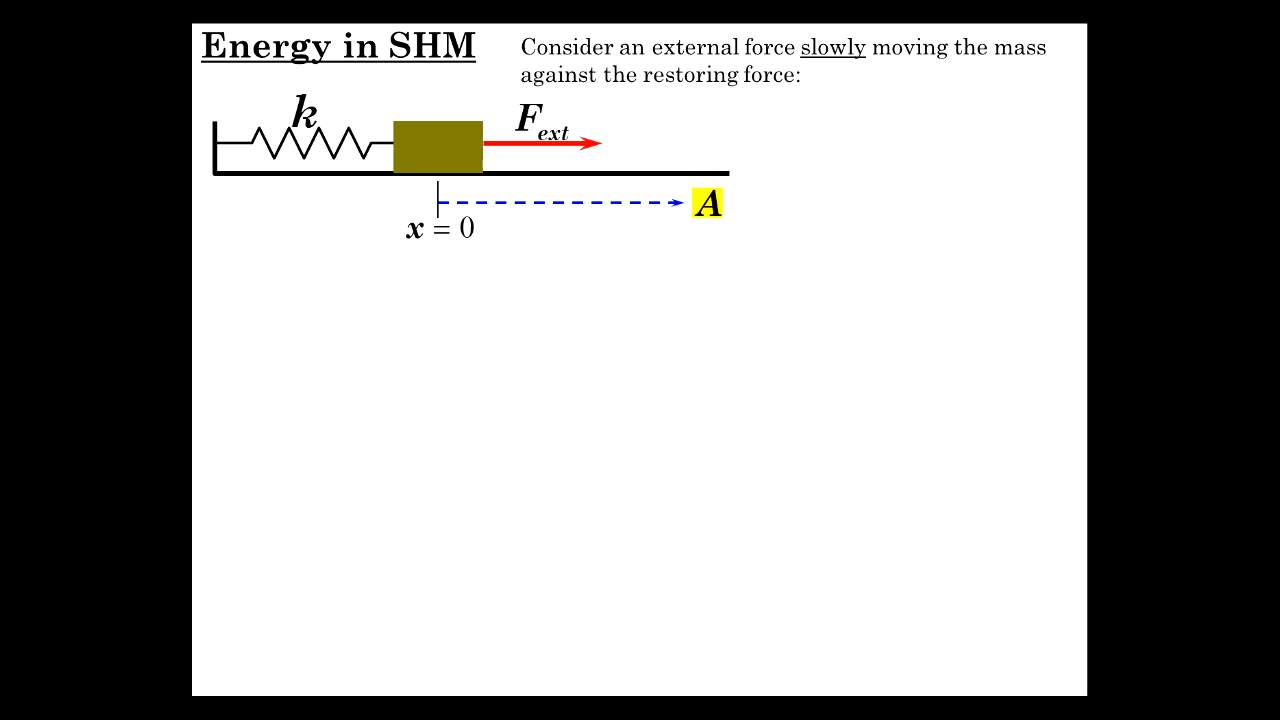 Energy in SHM
Consider an external force slowly moving the mass
against the restoring force:
k
F_ext
A
x = 0